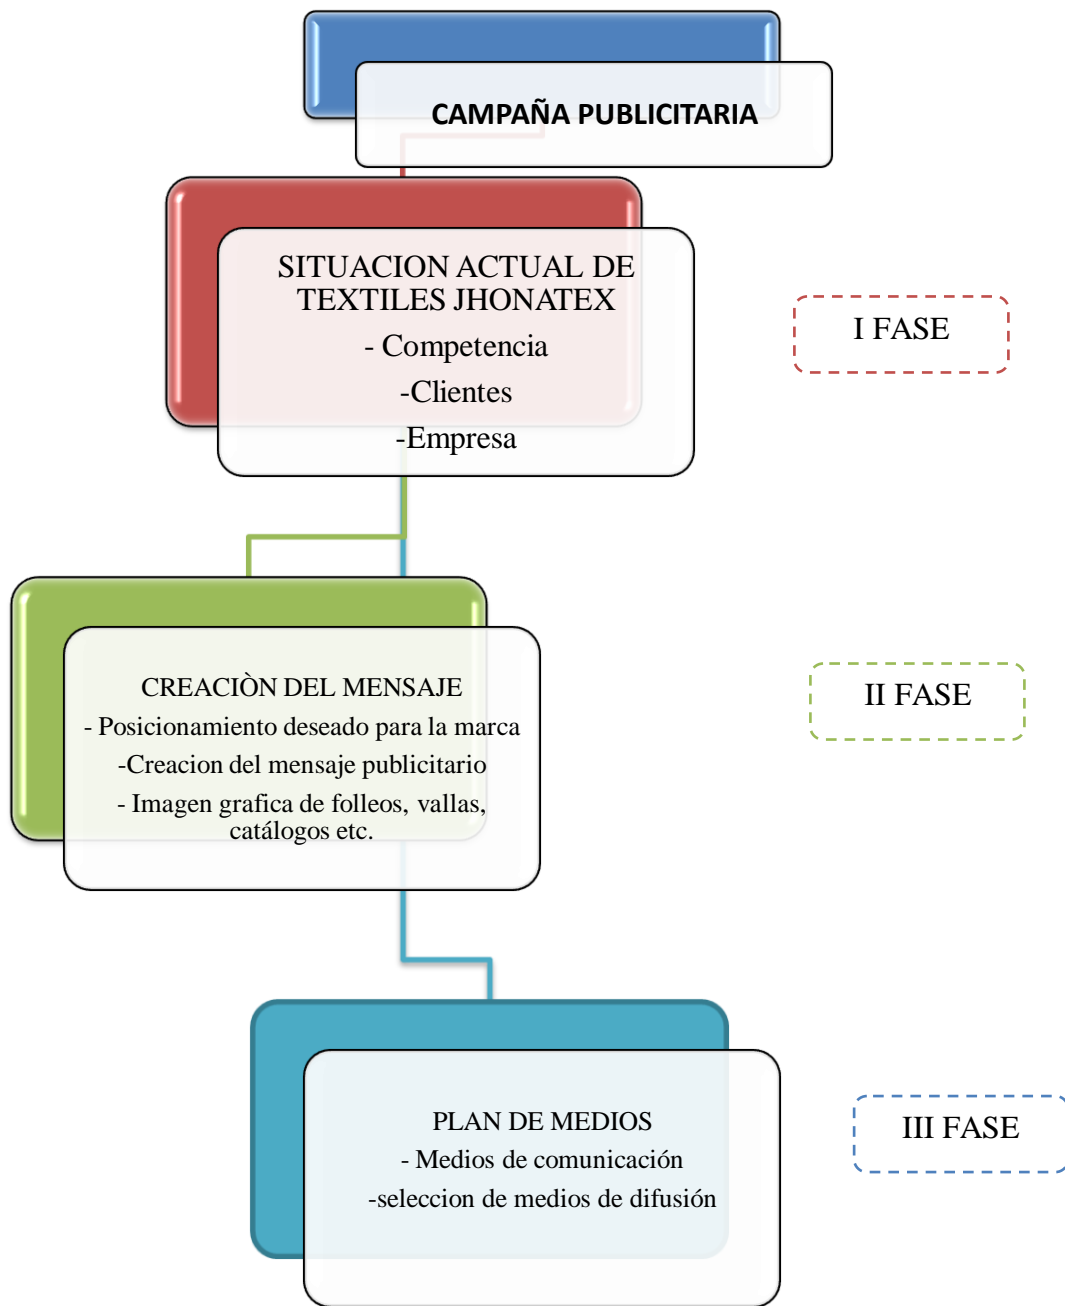 CAMPAÑA PUBLICITARIA
SITUACION ACTUAL DE
TEXTILES JHONATEX
- Competencia
-Clientes
-Empresa
I FASE
CREACIÒN DEL MENSAJE
- Posicionamiento deseado para la marca
-Creacion del mensaje publicitario
- Imagen grafica de folleos, vallas,
catálogos etc.
II FASE
PLAN DE MEDIOS
- Medios de comunicación
-seleccion de medios de difusión
III FASE